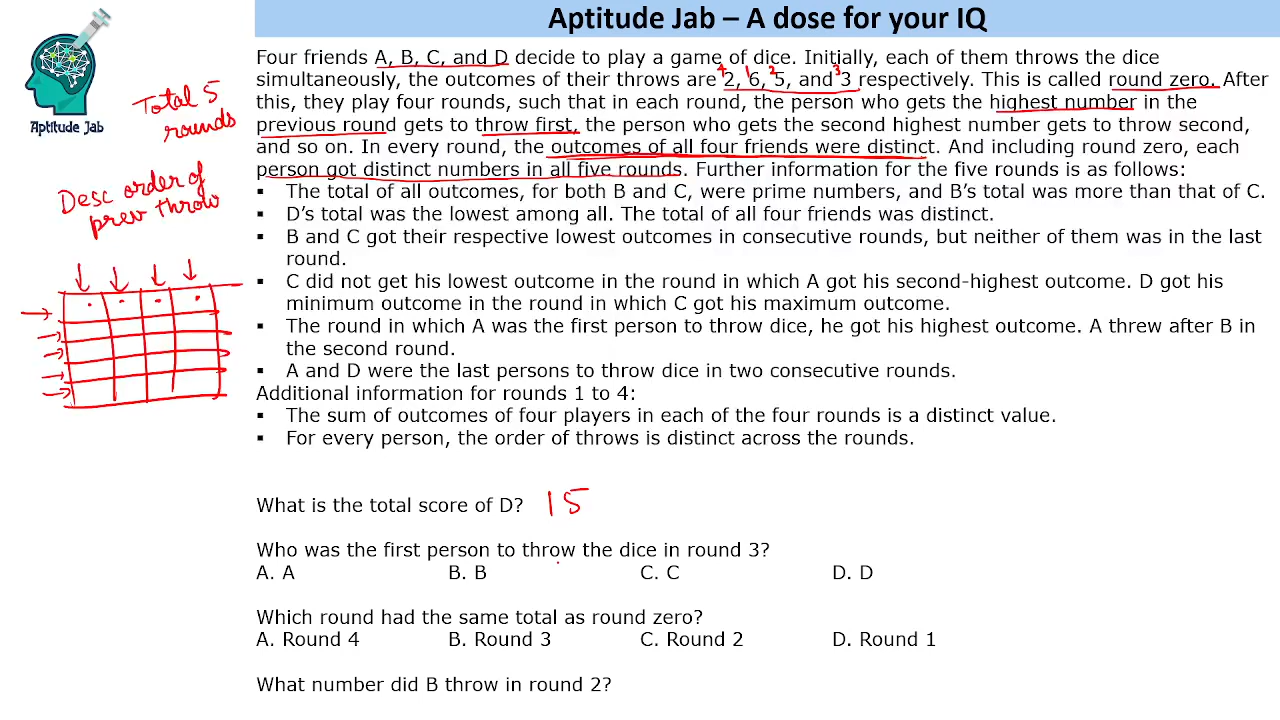 Aptitude Jab – A dose for your IQ
Aptitude Jab
Four friends A, B, C, and D decide to play a game of dice. Initially, each of them throws the dice
simultaneously, the outcomes of their throws are 2, 6, 5, and 3 respectively. This is called round zero. After
4 1 2 3
this, they play four rounds, such that in each round, the person who gets the highest number in the
previous round gets to throw first, the person who gets the second highest number gets to throw second,
and so on. In every round, the outcomes of all four friends were distinct. And including round zero, each
person got distinct numbers in all five rounds. Further information for the five rounds is as follows:
▪ The total of all outcomes, for both B and C, were prime numbers, and B's total was more than that of C.
▪ D's total was the lowest among all. The total of all four friends was distinct.
▪ B and C got their respective lowest outcomes in consecutive rounds, but neither of them was in the last
round.
▪ C did not get his lowest outcome in the round in which A got his second-highest outcome. D got his
minimum outcome in the round in which C got his maximum outcome.
▪ The round in which A was the first person to throw dice, he got his highest outcome. A threw after B in
the second round.
▪ A and D were the last persons to throw dice in two consecutive rounds.
Additional information for rounds 1 to 4:
▪ The sum of outcomes of four players in each of the four rounds is a distinct value.
▪ For every person, the order of throws is distinct across the rounds.
Total 5
rounds
Desc order of
prev throw
What is the total score of D? 15
Who was the first person to throw the dice in round 3?
A. A B. B C. C D. D
Which round had the same total as round zero?
A. Round 4 B. Round 3 C. Round 2 D. Round 1
What number did B throw in round 2?